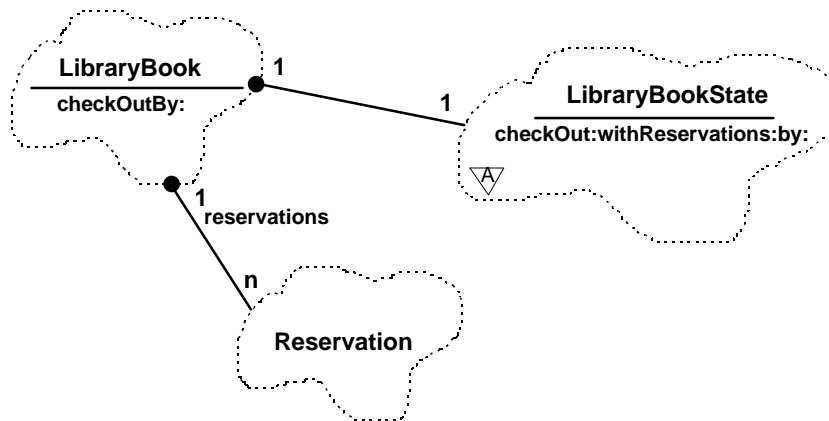 LibraryBook
checkOutBy:
1
1
LibraryBookState
checkOut:withReservations:by:
A
1
reservations
n
Reservation